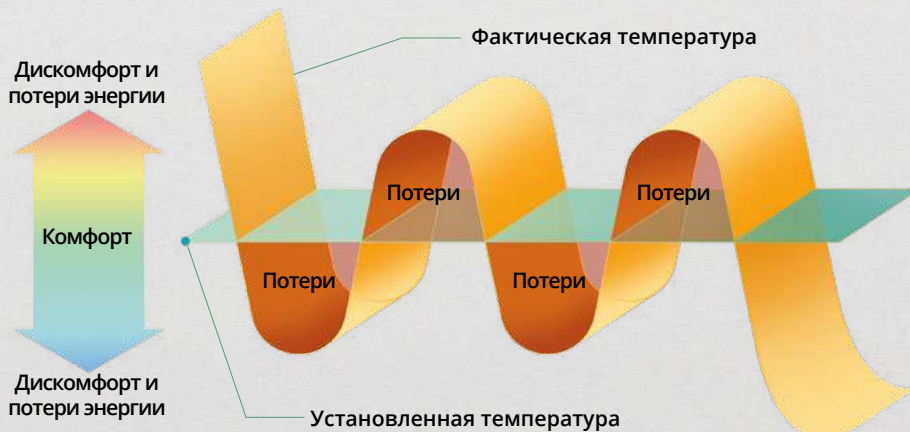 Фактическая температура
Дискомфорт и
потери энергии
Потери
Потери
Комфорт
Потери
Потери
Дискомфорт и
потери энергии
Установленная температура